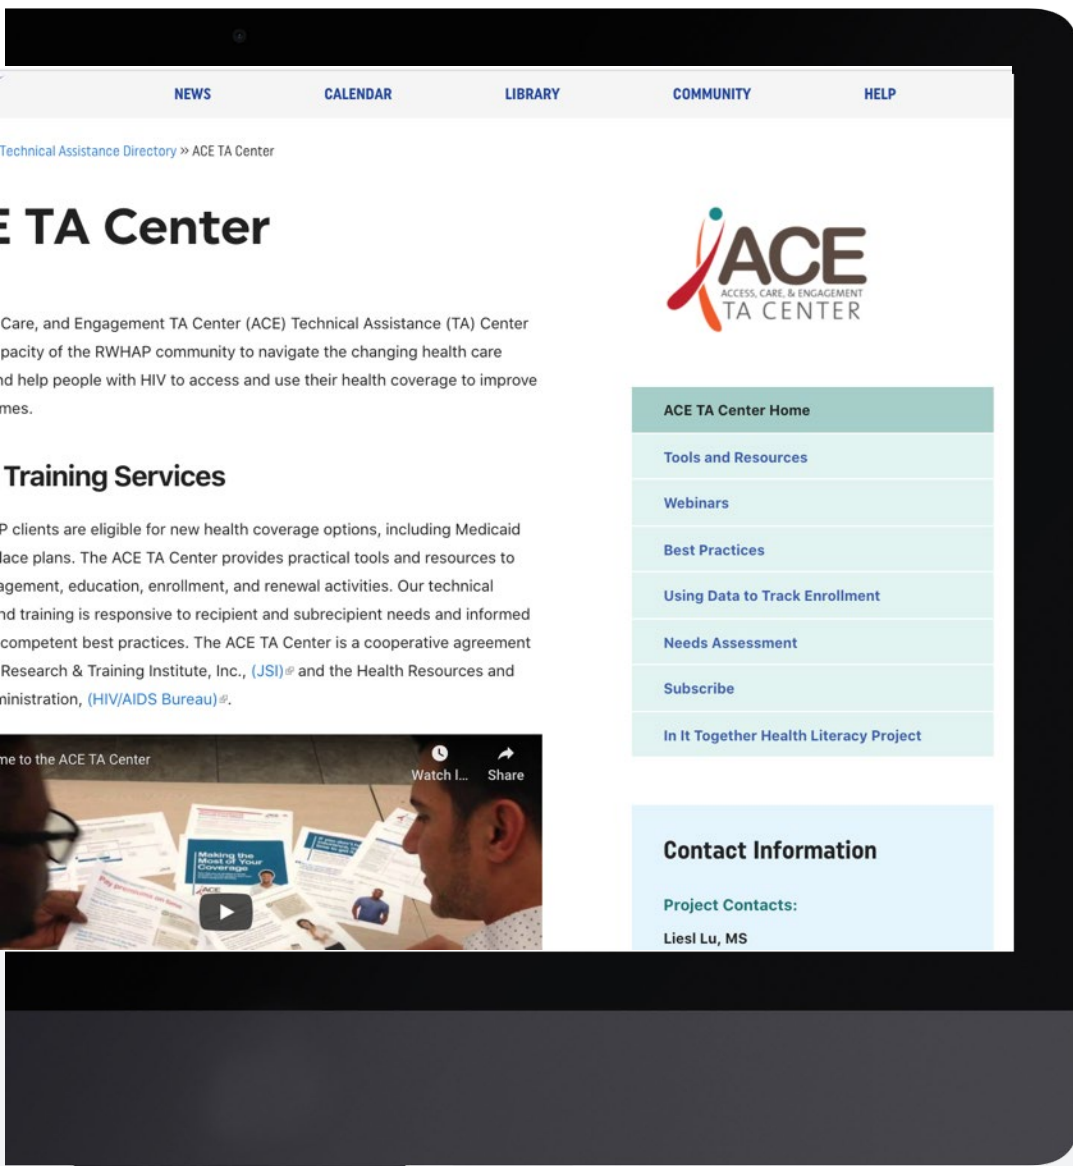 NEWS CALENDAR LIBRARY COMMUNITY HELP
Technical Assistance Directory » ACE TA Center
E TA Center
Care, and Engagement TA Center (ACE) Technical Assistance (TA) Center
pacity of the RWHAP community to navigate the changing health care
nd help people with HIV to access and use their health coverage to improve
mes.
Training Services
P clients are eligible for new health coverage options, including Medicaid
lace plans. The ACE TA Center provides practical tools and resources to
agement, education, enrollment, and renewal activities. Our technical
nd training is responsive to recipient and subrecipient needs and informed
competent best practices. The ACE TA Center is a cooperative agreement
Research & Training Institute, Inc., (JSI) and the Health Resources and
ministration, (HIV/AIDS Bureau).
me to the ACE TA Center
Watch l...
Share
Making the
Most of Your
Coverage
ACE
Pay premiums on time
ACE
ACCESS, CARE, & ENGAGEMENT
TA CENTER
ACE TA Center Home
Tools and Resources
Webinars
Best Practices
Using Data to Track Enrollment
Needs Assessment
Subscribe
In It Together Health Literacy Project
Contact Information
Project Contacts:
Liesl Lu, MS